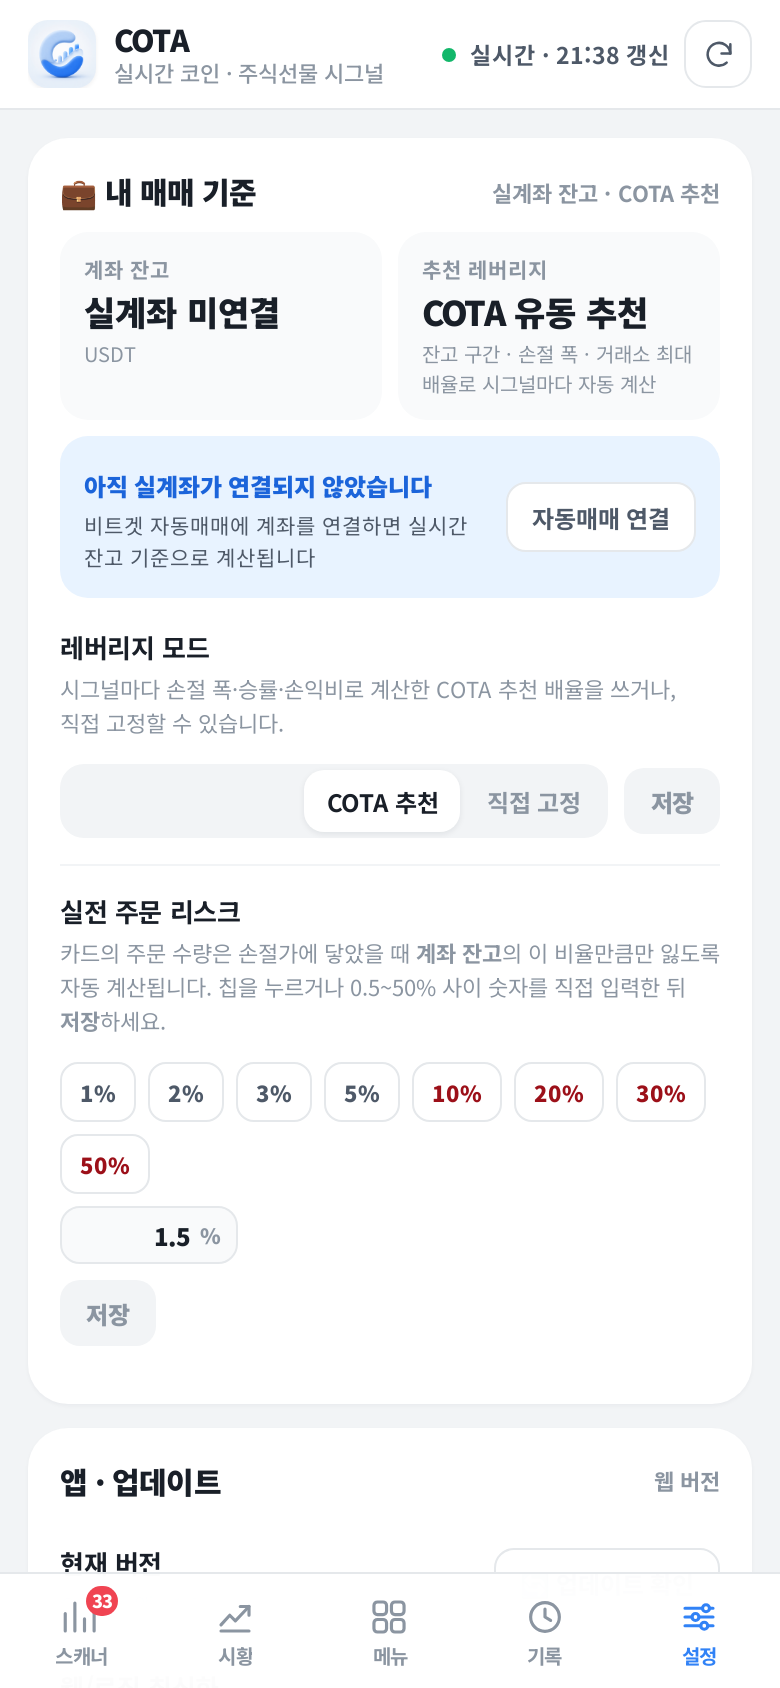 COTA
실시간 코인 · 주식선물 시그널
실시간 · 21:38 갱신
내 매매 기준
실계좌 잔고 · COTA 추천
계좌 잔고
실계좌 미연결
USDT
추천 레버리지
COTA 유동 추천
잔고 구간 · 손절 폭 · 거래소 최대
배율로 시그널마다 자동 계산
아직 실계좌가 연결되지 않았습니다
비트겟 자동매매에 계좌를 연결하면 실시간
잔고 기준으로 계산됩니다
자동매매 연결
레버리지 모드
시그널마다 손절 폭·승률·손익비로 계산한 COTA 추천 배율을 쓰거나,
직접 고정할 수 있습니다.
COTA 추천
직접 고정
저장
실전 주문 리스크
카드의 주문 수량은 손절가에 닿았을 때 계좌 잔고의 이 비율만큼만 잃도록
자동 계산됩니다. 칩을 누르거나 0.5~50% 사이 숫자를 직접 입력한 뒤
저장하세요.
1%
2%
3%
5%
10%
20%
30%
50%
1.5 %
저장
앱 · 업데이트
웹 버전
현재 버전
33
스캐너
시황
메뉴
기록
설정